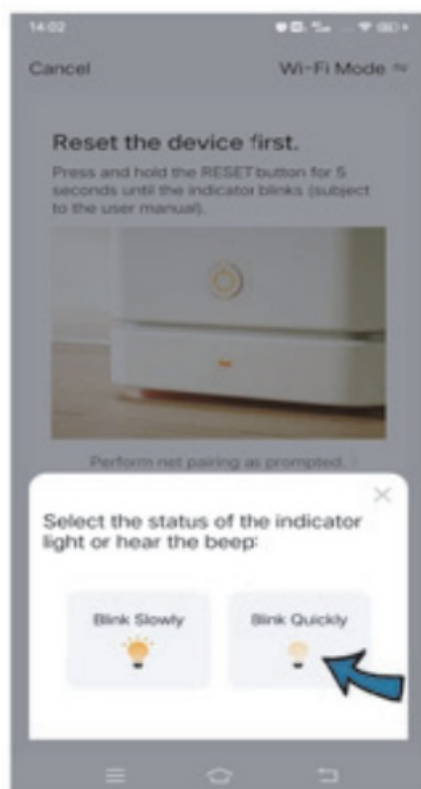 14:02
Cancel
Wi-Fi Mode
Reset the device first.
Press and hold the RESET button for 5
seconds until the indicator blinks (subject
to the user manual).
Perform net pairing as prompted.
Select the status of the indicator
light or hear the beep:
Blink Slowly
Blink Quickly